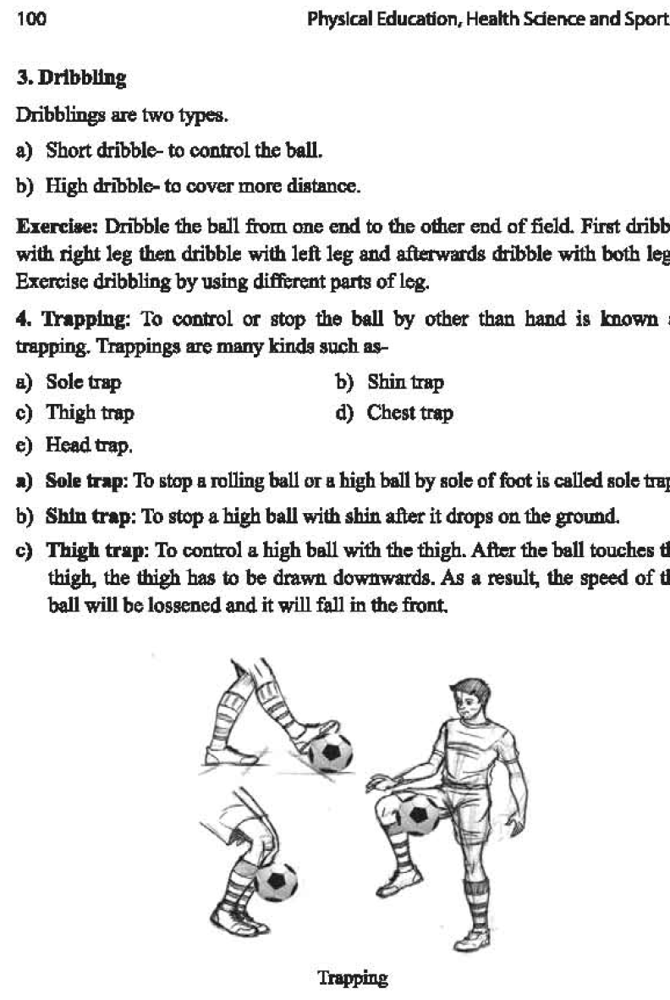 100 Physical Education, Health Science and Sport
3. Dribbling
Dribblings are two types.
a) Short dribble- to control the ball.
b) High dribble- to cover more distance.
Exercise: Dribble the ball from one end to the other end of field. First dribb
with right leg then dribble with left leg and afterwards dribble with both leg
Exercise dribbling by using different parts of leg.
4. Trapping: To control or stop the ball by other than hand is known
trapping. Trappings are many kinds such as-
a) Sole trap b) Shin trap
c) Thigh trap d) Chest trap
e) Head trap.
a) Sole trap: To stop a rolling ball or a high ball by sole of foot is called sole trap
b) Shin trap: To stop a high ball with shin after it drops on the ground.
c) Thigh trap: To control a high ball with the thigh. After the ball touches th
thigh, the thigh has to be drawn downwards. As a result, the speed of th
ball will be lossened and it will fall in the front.
Trapping